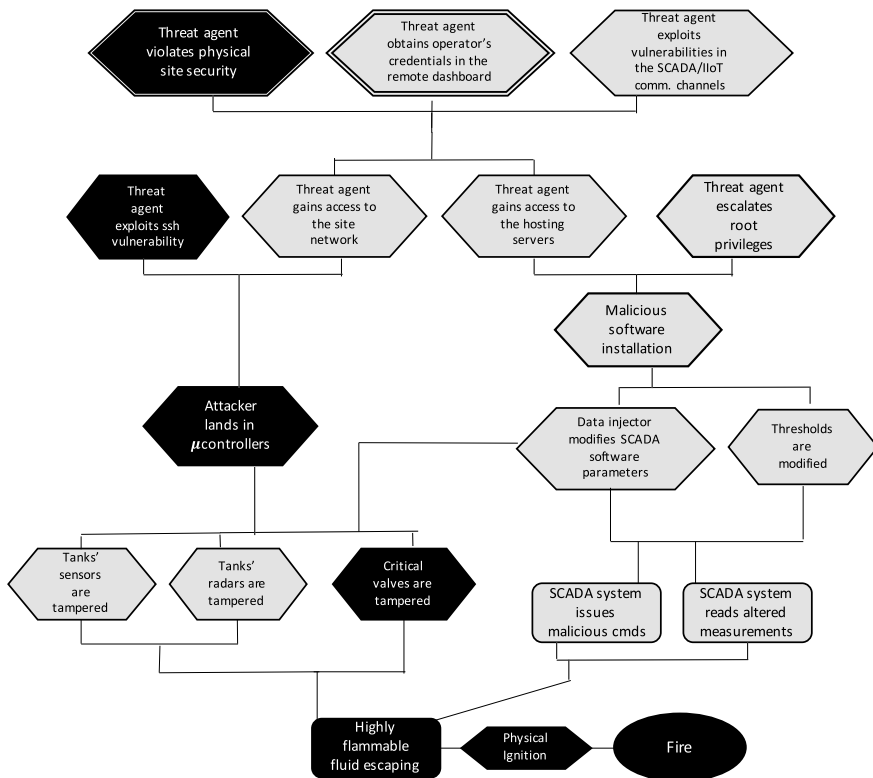 Threat agent
violates physical
site security
Threat agent
obtains operator's
credentials in the
remote dashboard
Threat agent
exploits
vulnerabilities in
the SCADA/IIoT
comm. channels
Threat
agent
exploits ssh
vulnerability
Threat agent
gains access to
the site
network
Threat agent
gains access to
the hosting
servers
Threat agent
escalates
root
privileges
Malicious
software
installation
Attacker
lands in
μcontrollers
Data injector
modifies SCADA
software
parameters
Thresholds
are
modified
Tanks'
sensors
are
tampered
Tanks'
radars are
tampered
Critical
valves are
tampered
SCADA system
issues
malicious cmds
SCADA system
reads altered
measurements
Highly
flammable
fluid escaping
Physical
Ignition
Fire